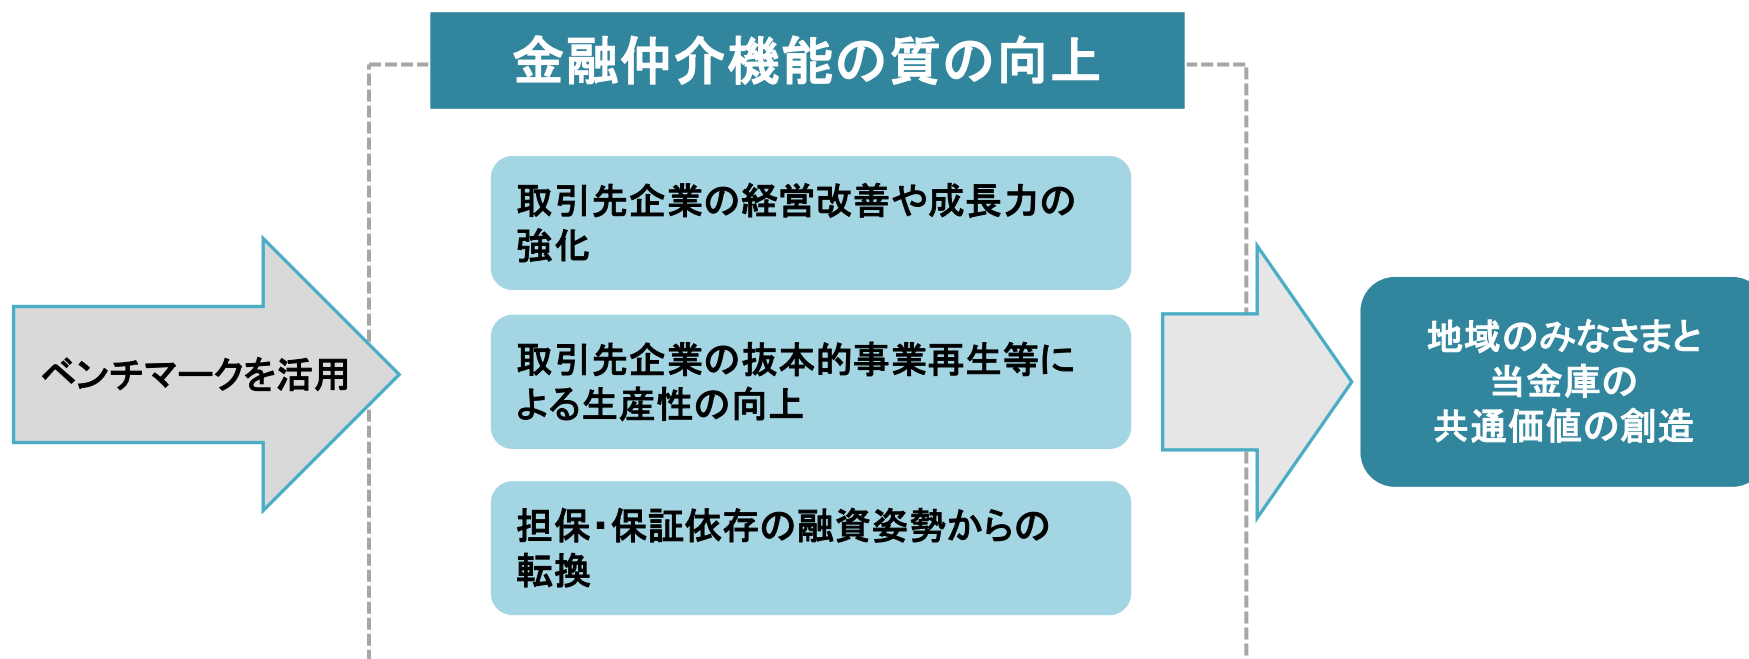 金融仲介機能の質の向上
ベンチマークを活用
取引先企業の経営改善や成長力の
強化
取引先企業の抜本的事業再生等に
よる生産性の向上
担保・保証依存の融資姿勢からの
転換
地域のみなさまと
当金庫の
共通価値の創造